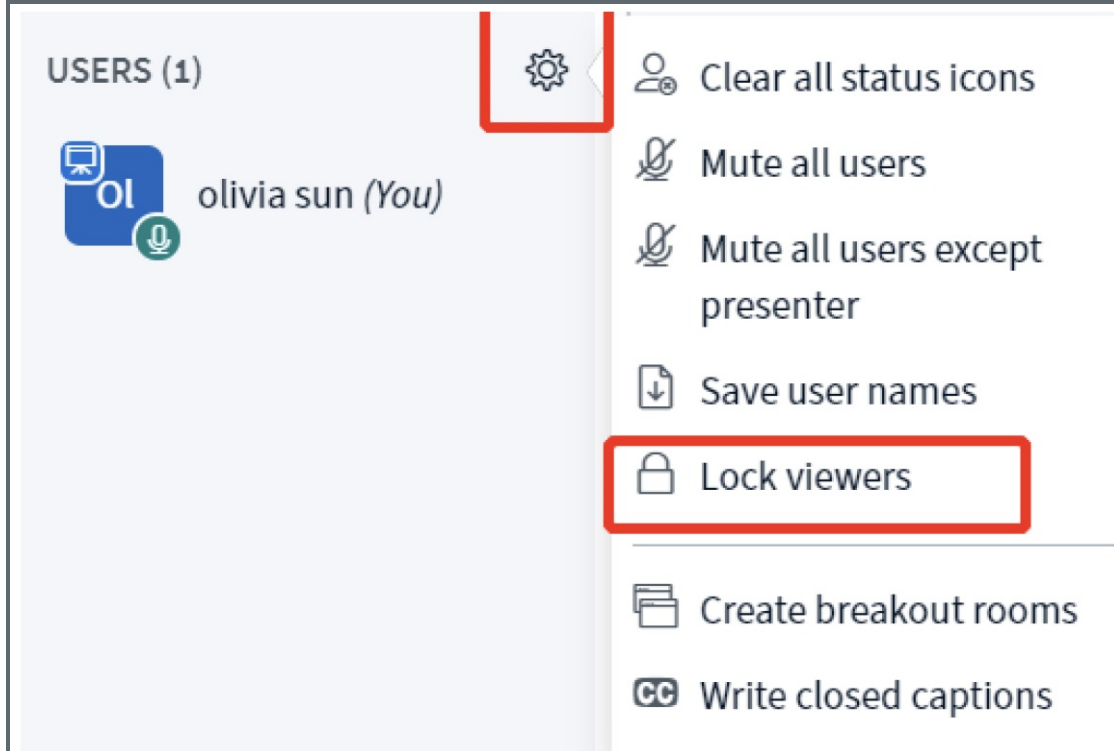 USERS (1)
Ol
olivia sun (You)
Clear all status icons
Mute all users
Mute all users except
presenter
Save user names
Lock viewers
Create breakout rooms
CC Write closed captions